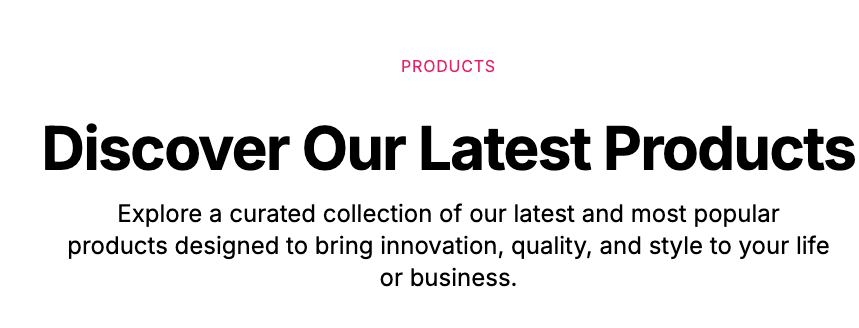 PRODUCTS
Discover Our Latest Products
Explore a curated collection of our latest and most popular
products designed to bring innovation, quality, and style to your life
or business.